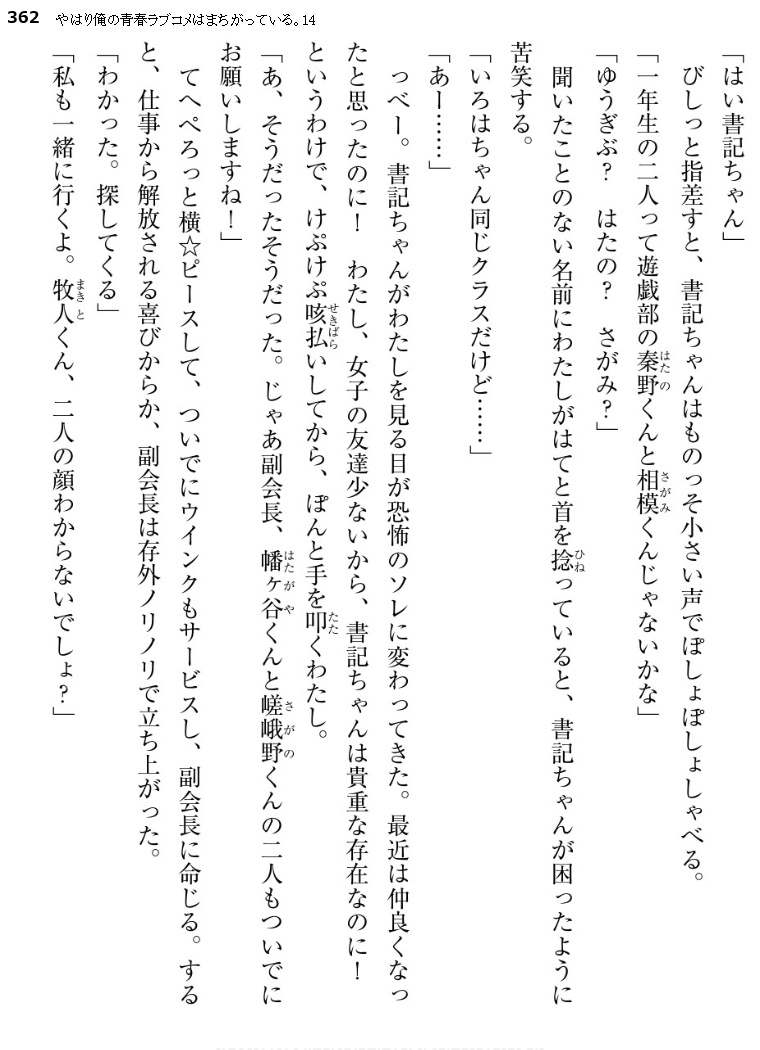 362 やはり俺の青春ラブコメはまちがっている。14
「はい書記ちゃん」
　びしっと指差すと、書記ちゃんはものっそ小さい声でぽしょぽしょしゃべる。
「一年生の二人って遊戯部の秦野くんと相模くんじゃないかな」
「ゆうぎぶ？　はたの？　さがみ？」
　聞いたことのない名前にわたしがはてと首を捻っていると、書記ちゃんが困ったように
苦笑する。
「いろはちゃん同じクラスだけど……」
「あー……」
　っべー。書記ちゃんがわたしを見る目が恐怖のソレに変わってきた。最近は仲良くなっ
たと思ったのに！　わたし、女子の友達少ないから、書記ちゃんは貴重な存在なのに！
というわけで、けぷけぷ咳払いしてから、ぽんと手を叩くわたし。
「あ、そうだったそうだった。じゃあ副会長、幡ヶ谷くんと嵯峨野くんの二人もついでに
お願いしますね！」
　てへぺろっと横☆ピースして、ついでにウインクもサービスし、副会長に命じる。する
と、仕事から解放される喜びからか、副会長は存外ノリノリで立ち上がった。
「わかった。探してくる」
「私も一緒に行くよ。牧人くん、二人の顔わからないでしょ？」